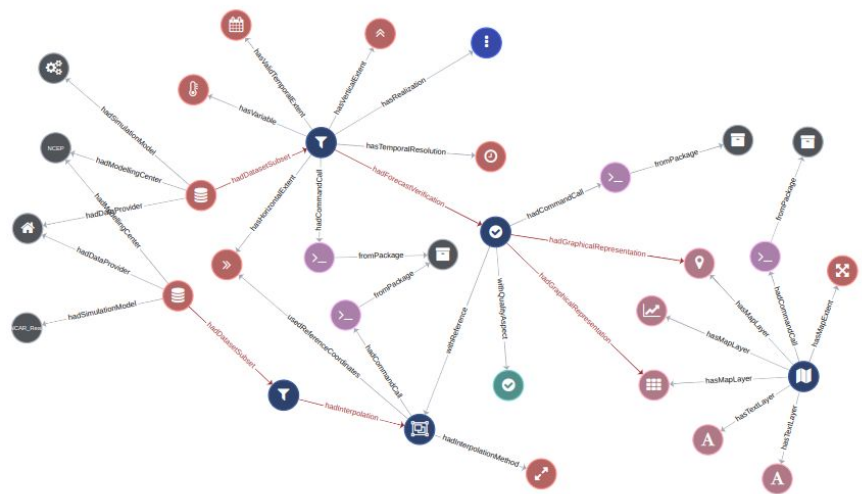 hasValidTemporalExtent
hasVerticalExtent
hasRealization
hasVariable
hadSimulationModel
NCEP
hadModellingCenter
hadDatasetSubset
hasTemporalResolution
hadForecastVerification
hadCommandCall
fromPackage
fromPackage
hadDataProvider
hadModellingCenter
hasHorizontalExtent
hadCommandCall
fromPackage
hadDataProvider
hadGraphicalRepresentation
hadGraphicalRepresentation
hadCommandCall
hasMapExtent
hasMapLayer
hasMapLayer
hasMapLayer
fromPackage
hadSimulationModel
usedReferenceCoordinates
hadCommandCall
withReference
withQualityAspect
hadDatasetSubset
hadInterpolation
hadInterpolationMethod
hasTextLayer
hasTextLayer
A
A